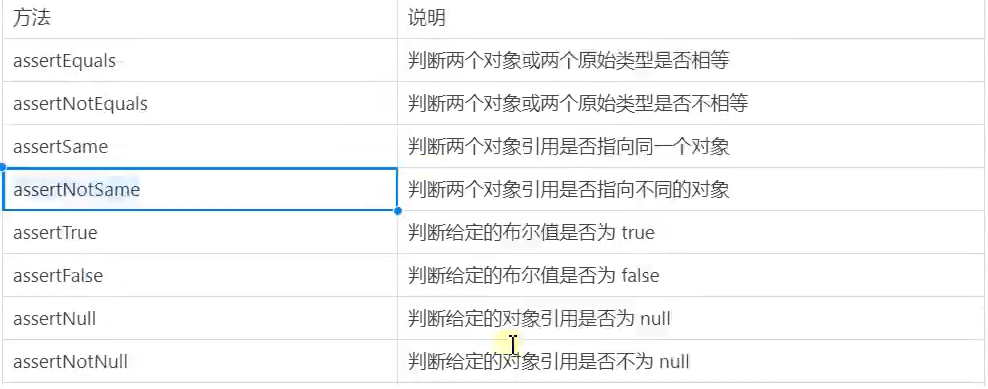 方法 说明
assertEquals 判断两个对象或两个原始类型是否相等
assertNotEquals 判断两个对象或两个原始类型是否不相等
assertSame 判断两个对象引用是否指向同一个对象
assertNotSame 判断两个对象引用是否指向不同的对象
assertTrue 判断给定的布尔值是否为 true
assertFalse 判断给定的布尔值是否为 false
assertNull 判断给定的对象引用是否为 null
assertNotNull 判断给定的对象引用是否不为 null